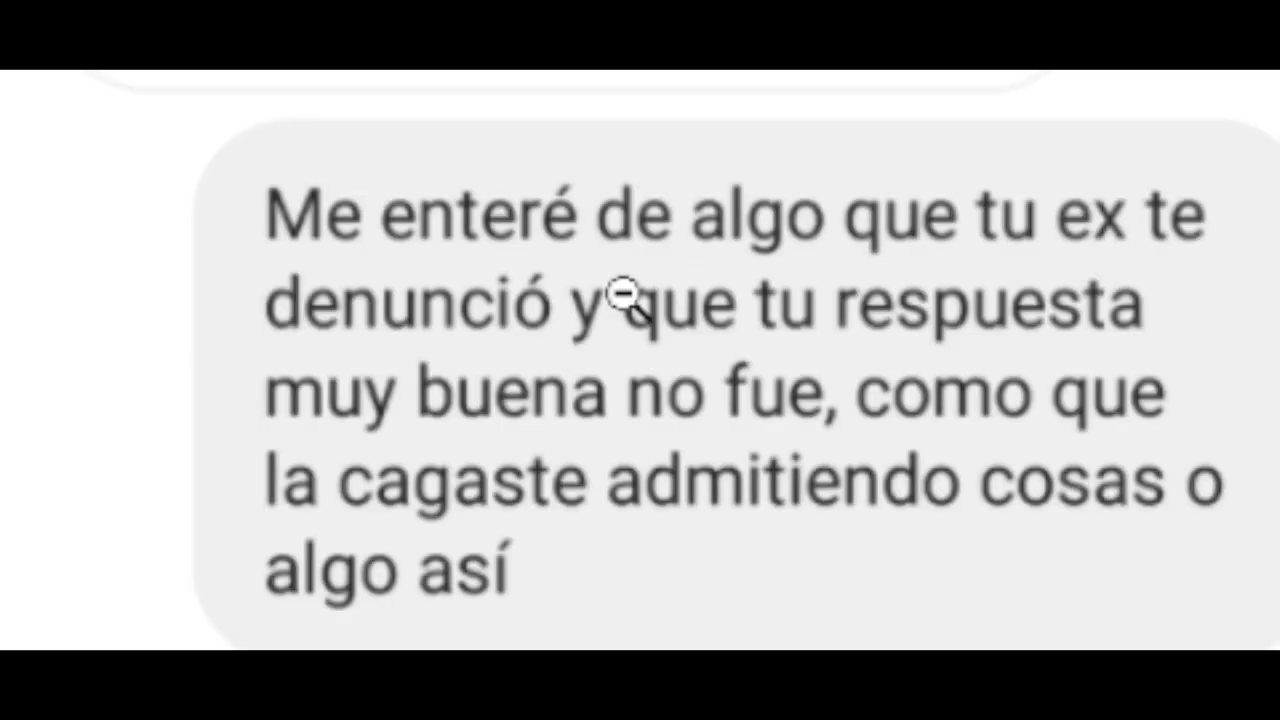 Me enteré de algo que tu ex te
denunció y que tu respuesta
muy buena no fue, como que
la cagaste admitiendo cosas o
algo así